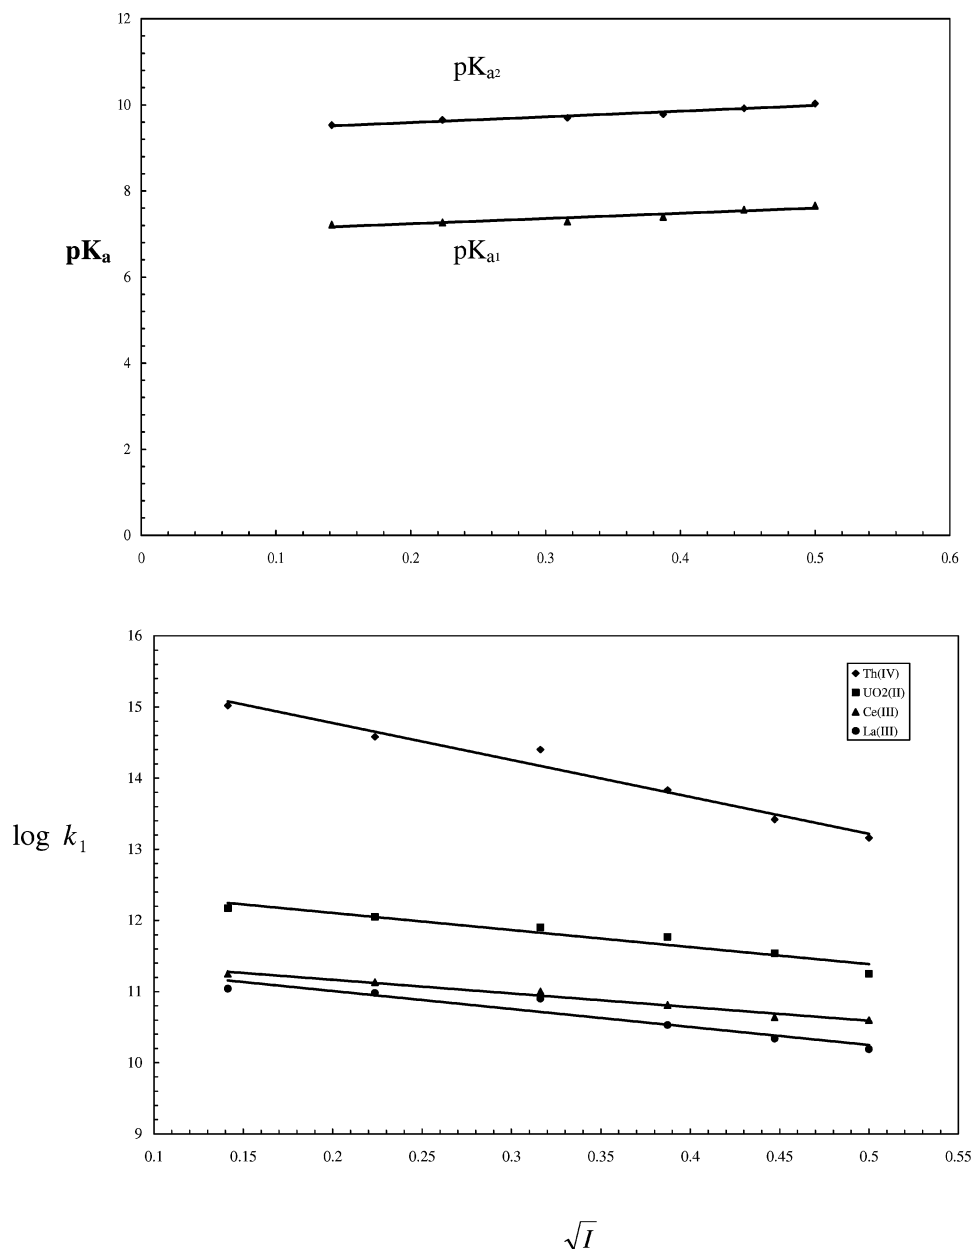 12
pKa2
10
8
pKa
pKa1
6
4
2
0
0 0.1 0.2 0.3 0.4 0.5 0.6
16
Th(IV)
UO2(II)
Ce(III)
La(III)
15
14
log k1
13
12
11
10
9
0.1 0.15 0.2 0.25 0.3 0.35 0.4 0.45 0.5 0.55
√I